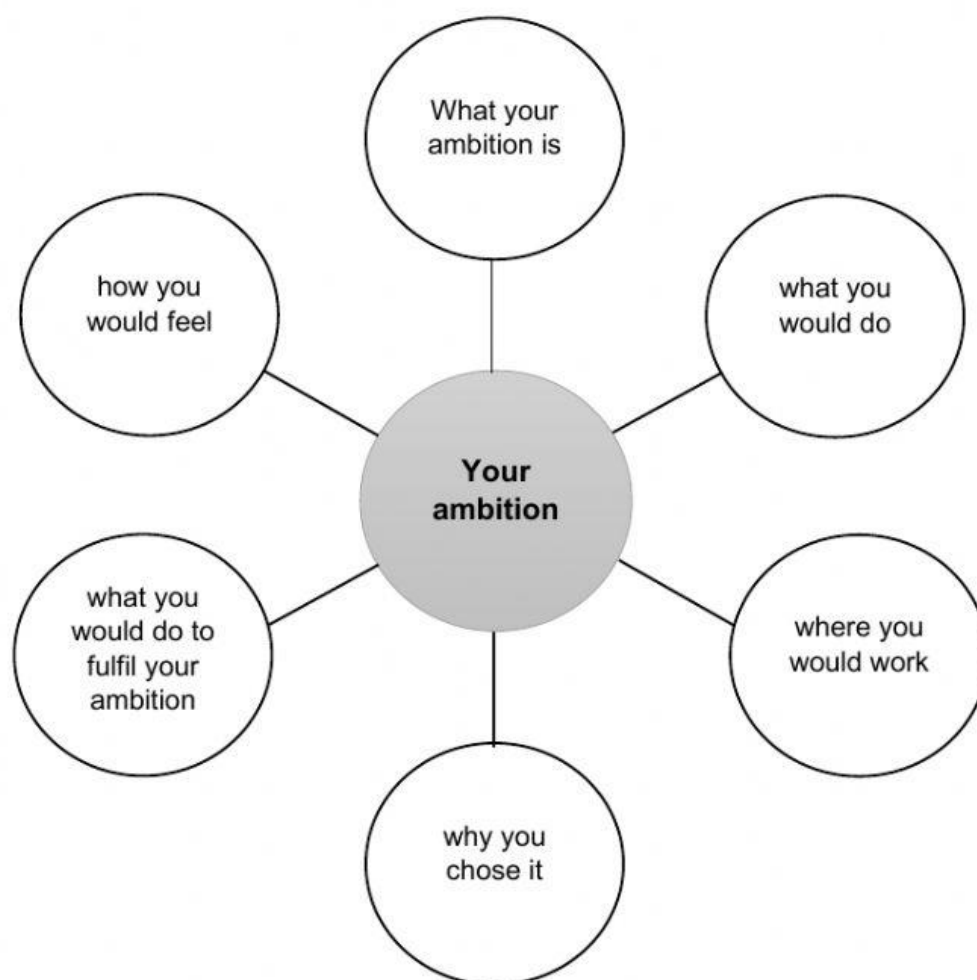 What your
ambition is
how you
would feel
what you
would do
Your
ambition
what you
would do to
fulfil your
ambition
where you
would work
why you
chose it